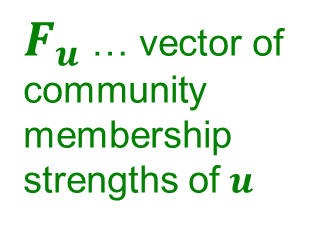 F_u … vector of
community
membership
strengths of u